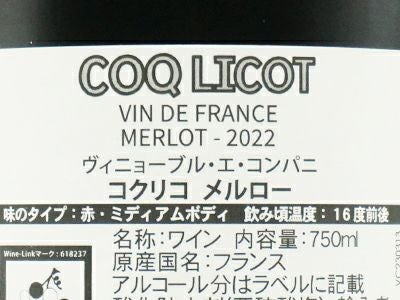 COQ LICOT
VIN DE FRANCE
MERLOT - 2022
ヴィニョーブル・エ・コンパニ
コクリコ メルロー
味のタイプ：赤・ミディアムボディ 飲み頃温度：16度前後
Wine-Linkマーク：618237
名称：ワイン 内容量：750ml
原産国名：フランス
アルコール分はラベルに記載
YC230313